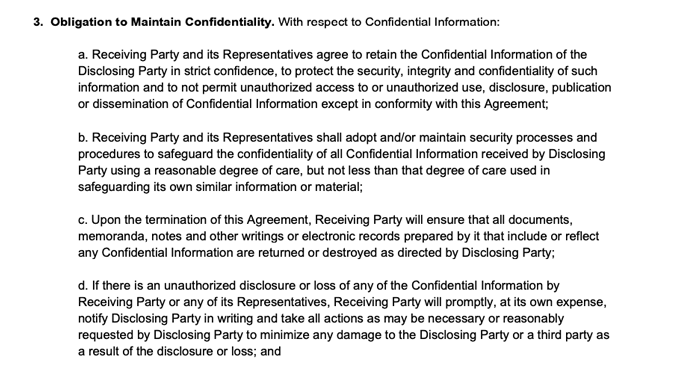 3. Obligation to Maintain Confidentiality. With respect to Confidential Information:
a. Receiving Party and its Representatives agree to retain the Confidential Information of the
Disclosing Party in strict confidence, to protect the security, integrity and confidentiality of such
information and to not permit unauthorized access to or unauthorized use, disclosure, publication
or dissemination of Confidential Information except in conformity with this Agreement;
b. Receiving Party and its Representatives shall adopt and/or maintain security processes and
procedures to safeguard the confidentiality of all Confidential Information received by Disclosing
Party using a reasonable degree of care, but not less than that degree of care used in
safeguarding its own similar information or material;
c. Upon the termination of this Agreement, Receiving Party will ensure that all documents,
memoranda, notes and other writings or electronic records prepared by it that include or reflect
any Confidential Information are returned or destroyed as directed by Disclosing Party;
d. If there is an unauthorized disclosure or loss of any of the Confidential Information by
Receiving Party or any of its Representatives, Receiving Party will promptly, at its own expense,
notify Disclosing Party in writing and take all actions as may be necessary or reasonably
requested by Disclosing Party to minimize any damage to the Disclosing Party or a third party as
a result of the disclosure or loss; and